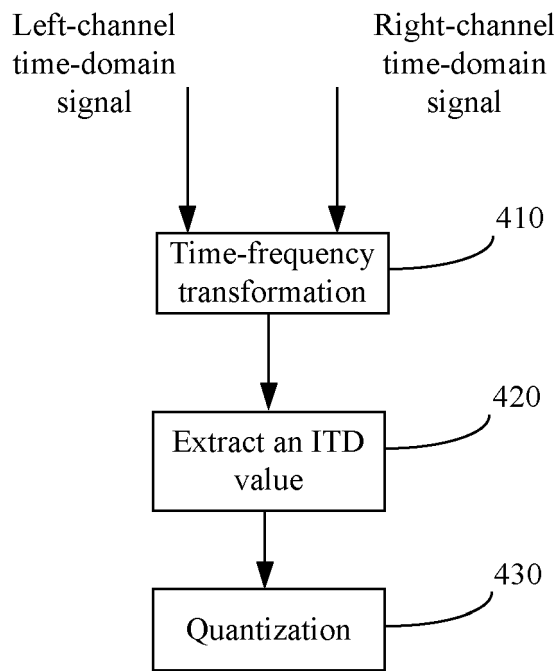 Left-channel
time-domain
signal
Right-channel
time-domain
signal
410
Time-frequency
transformation
420
Extract an ITD
value
430
Quantization